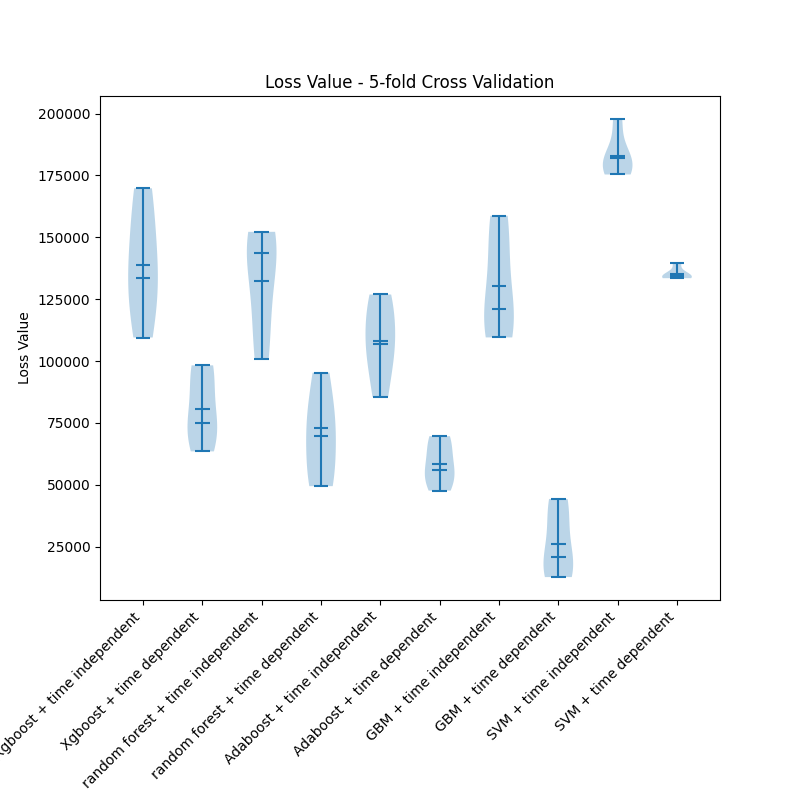 Loss Value - 5-fold Cross Validation
Loss Value
200000
175000
150000
125000
100000
75000
50000
25000
gboost + time independent
Xgboost + time dependent
random forest + time independent
random forest + time dependent
Adaboost + time independent
Adaboost + time dependent
GBM + time independent
GBM + time dependent
SVM + time independent
SVM + time dependent